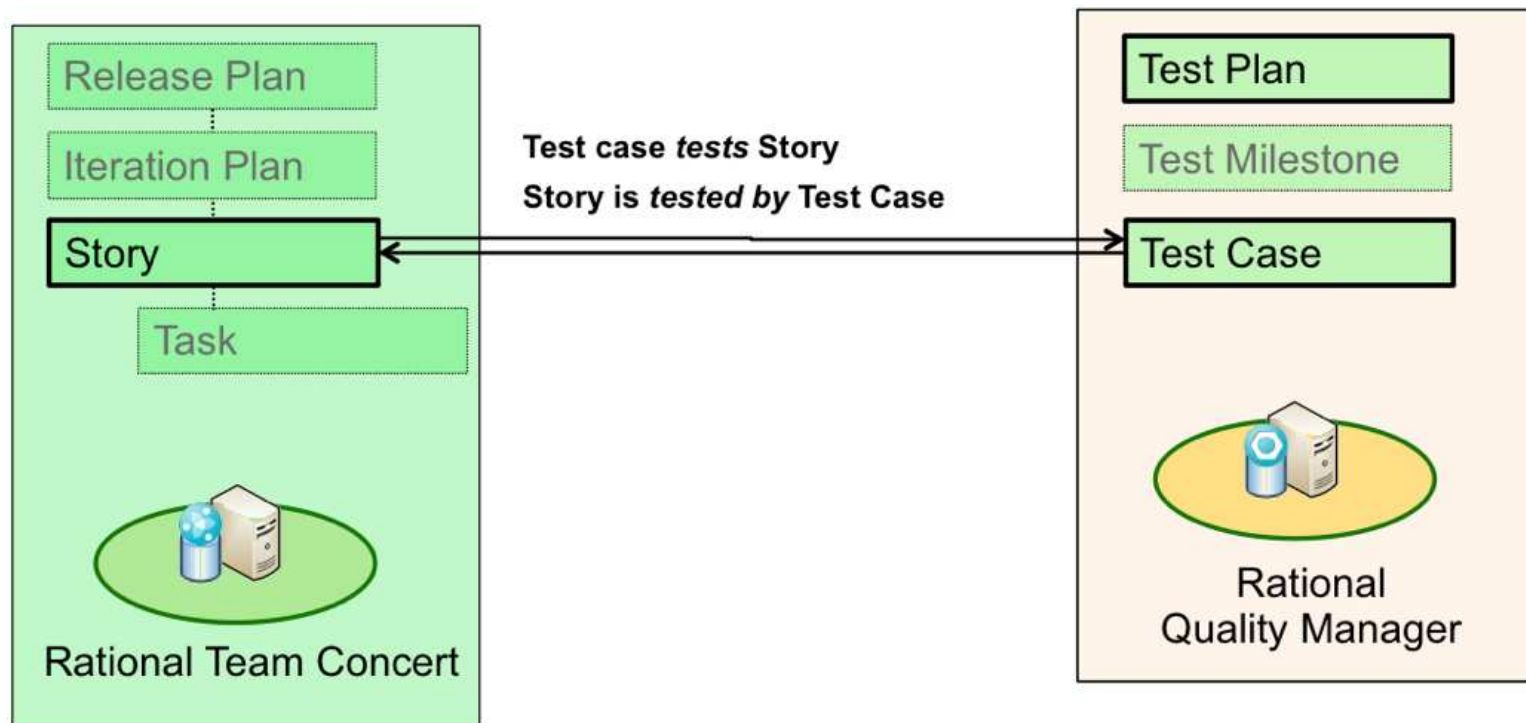 Release Plan
Iteration Plan
Story
Task
Rational Team Concert
Test case tests Story
Story is tested by Test Case
Test Plan
Test Milestone
Test Case
Rational
Quality Manager